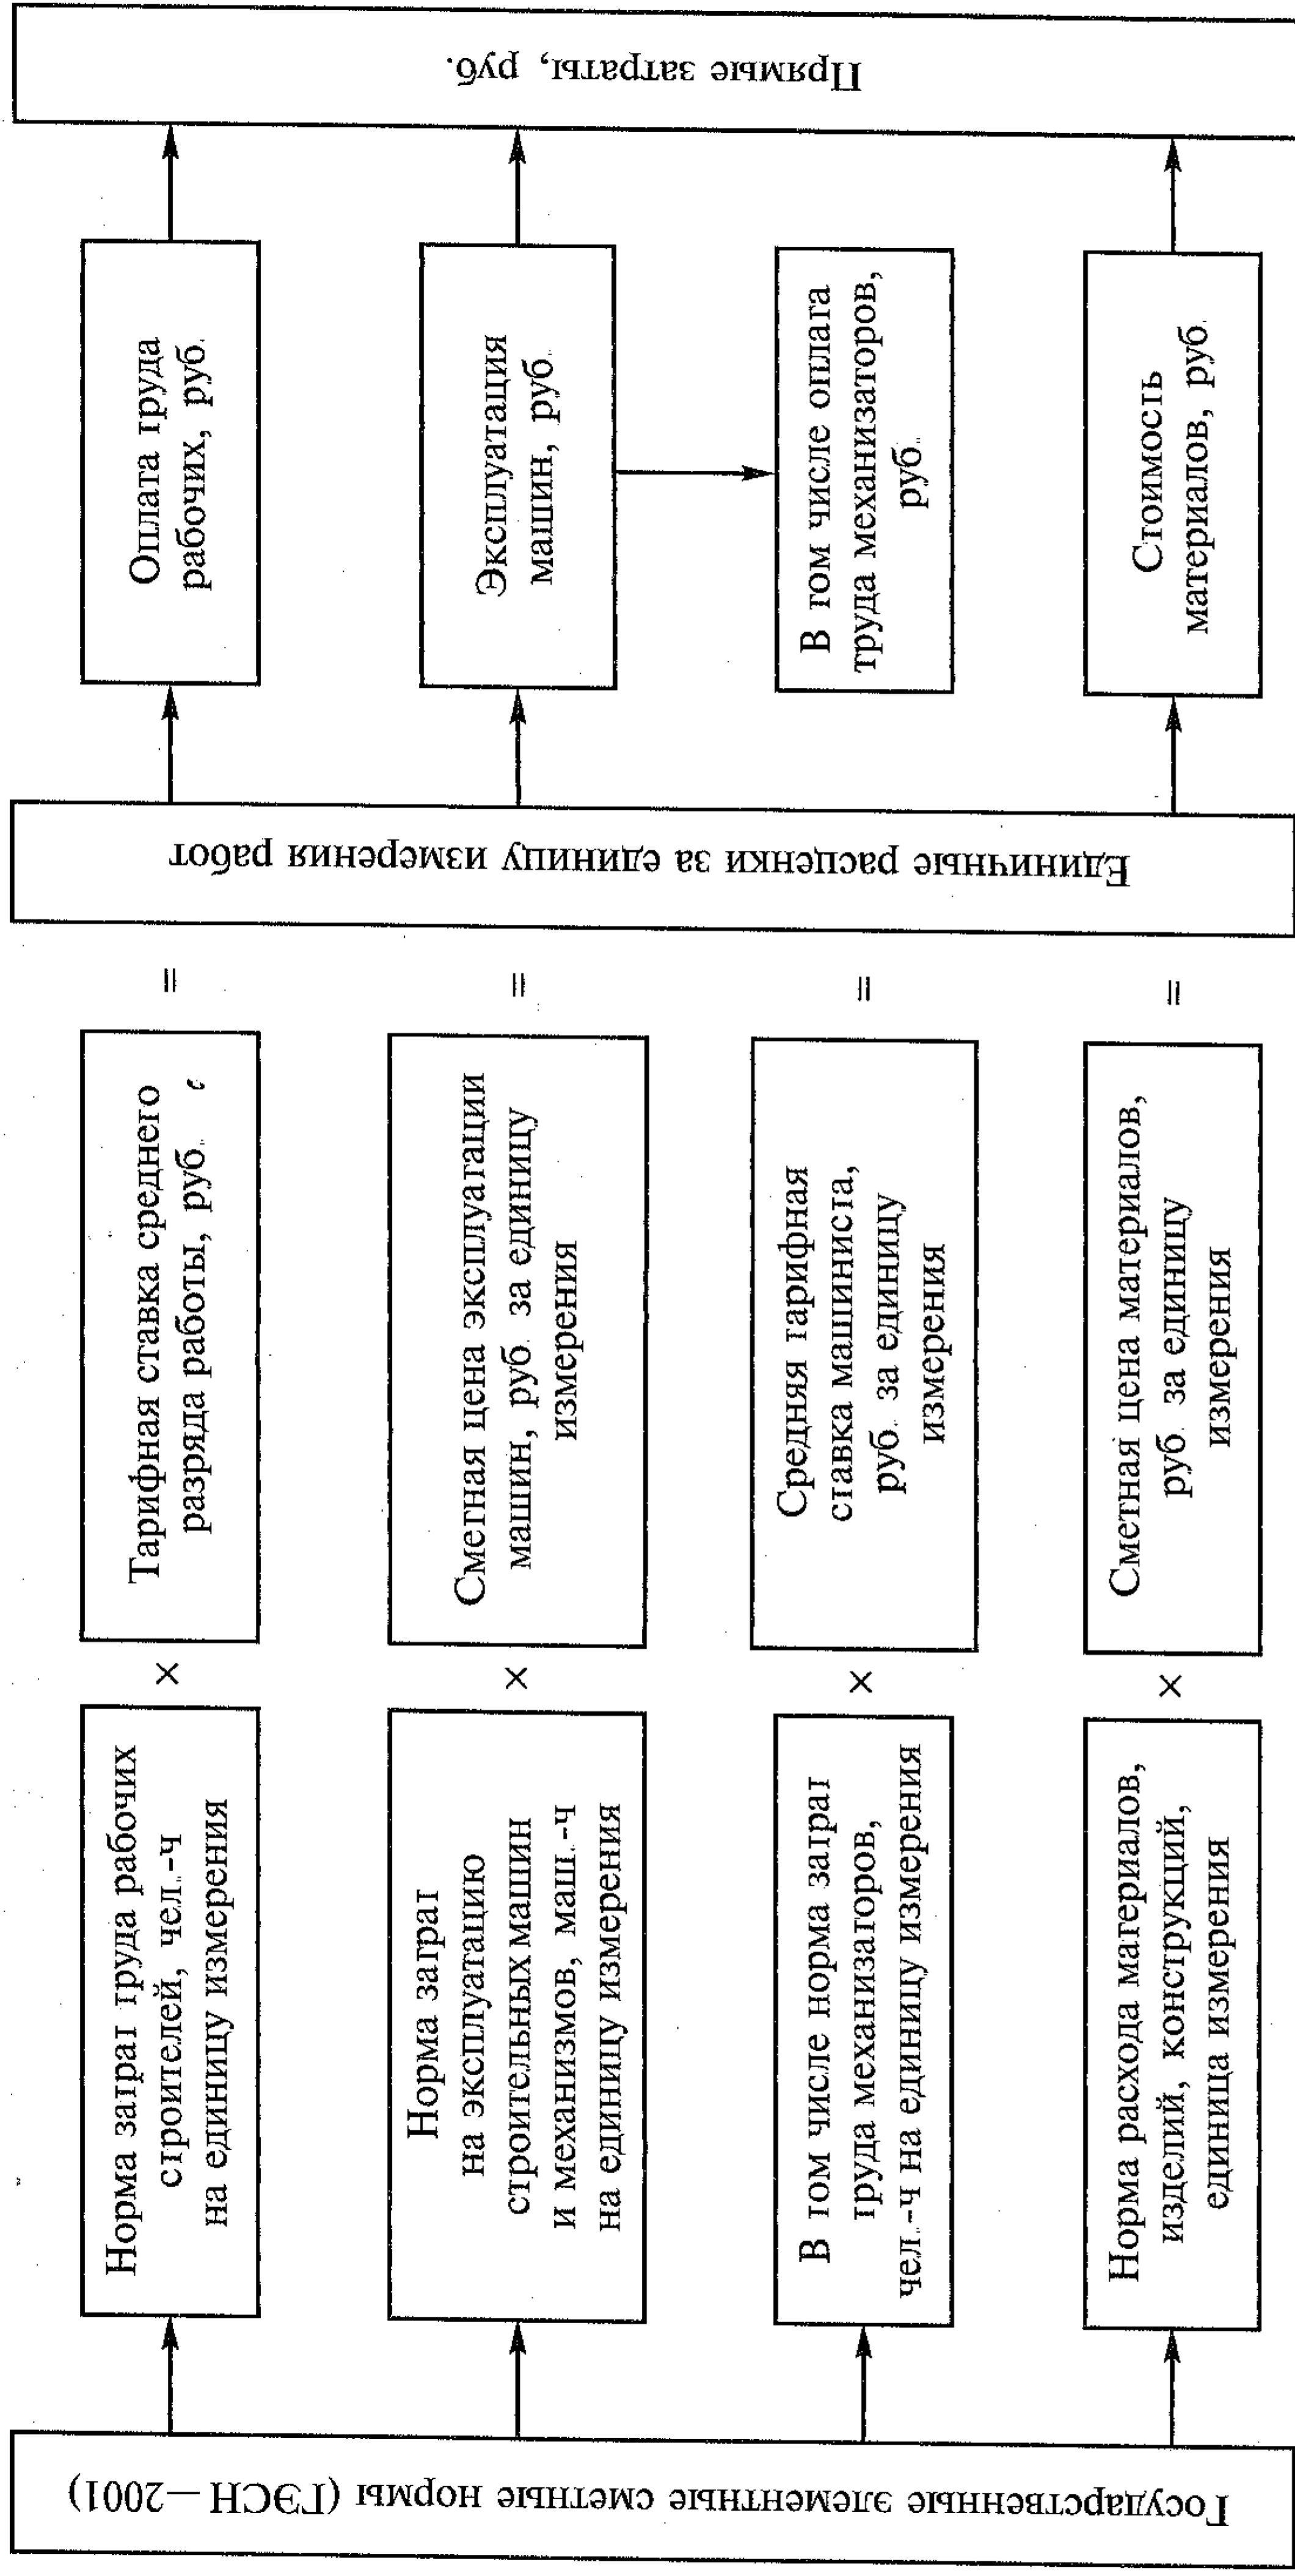 Государственные элементные сметные нормы (ГЭСН—2001)
Норма затрат труда рабочих
строителей, чел.-ч
на единицу измерения
×
Тарифная ставка среднего
разряда работы, руб.
=
Норма затрат
на эксплуатацию
строительных машин
и механизмов, маш.-ч
на единицу измерения
×
Сметная цена эксплуатации
машин, руб. за единицу
измерения
=
В том числе норма затрат
труда механизаторов,
чел.-ч на единицу измерения
×
Средняя тарифная
ставка машиниста,
руб. за единицу
измерения
=
Норма расхода материалов,
изделий, конструкций,
единица измерения
×
Сметная цена материалов,
руб. за единицу
измерения
=
Единичные расценки за единицу измерения работ
Оплата труда
рабочих, руб.
Эксплуатация
машин, руб.
В том числе оплата
труда механизаторов,
руб.
Стоимость
материалов, руб.
Прямые затраты, руб.